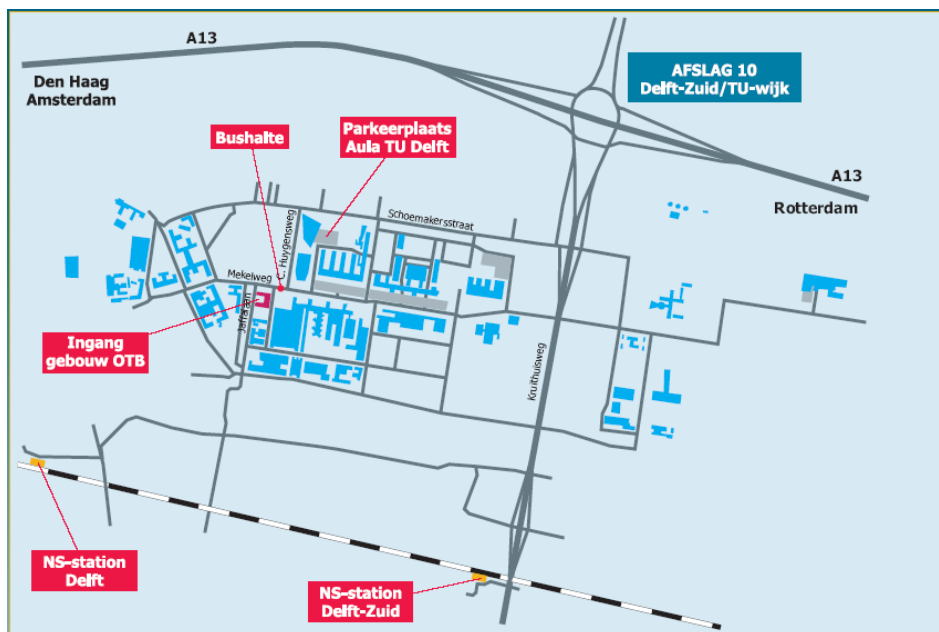 A13
Den Haag
Amsterdam
AFSLAG 10
Delft-Zuid/TU-wijk
Bushalte
Parkeerplaats
Aula TU Delft
A13
Rotterdam
Schoemakersstraat
C. Huygensweg
Mekelweg
Jaffalaan
Ingang
gebouw OTB
Kruithuisweg
NS-station
Delft
NS-station
Delft-Zuid